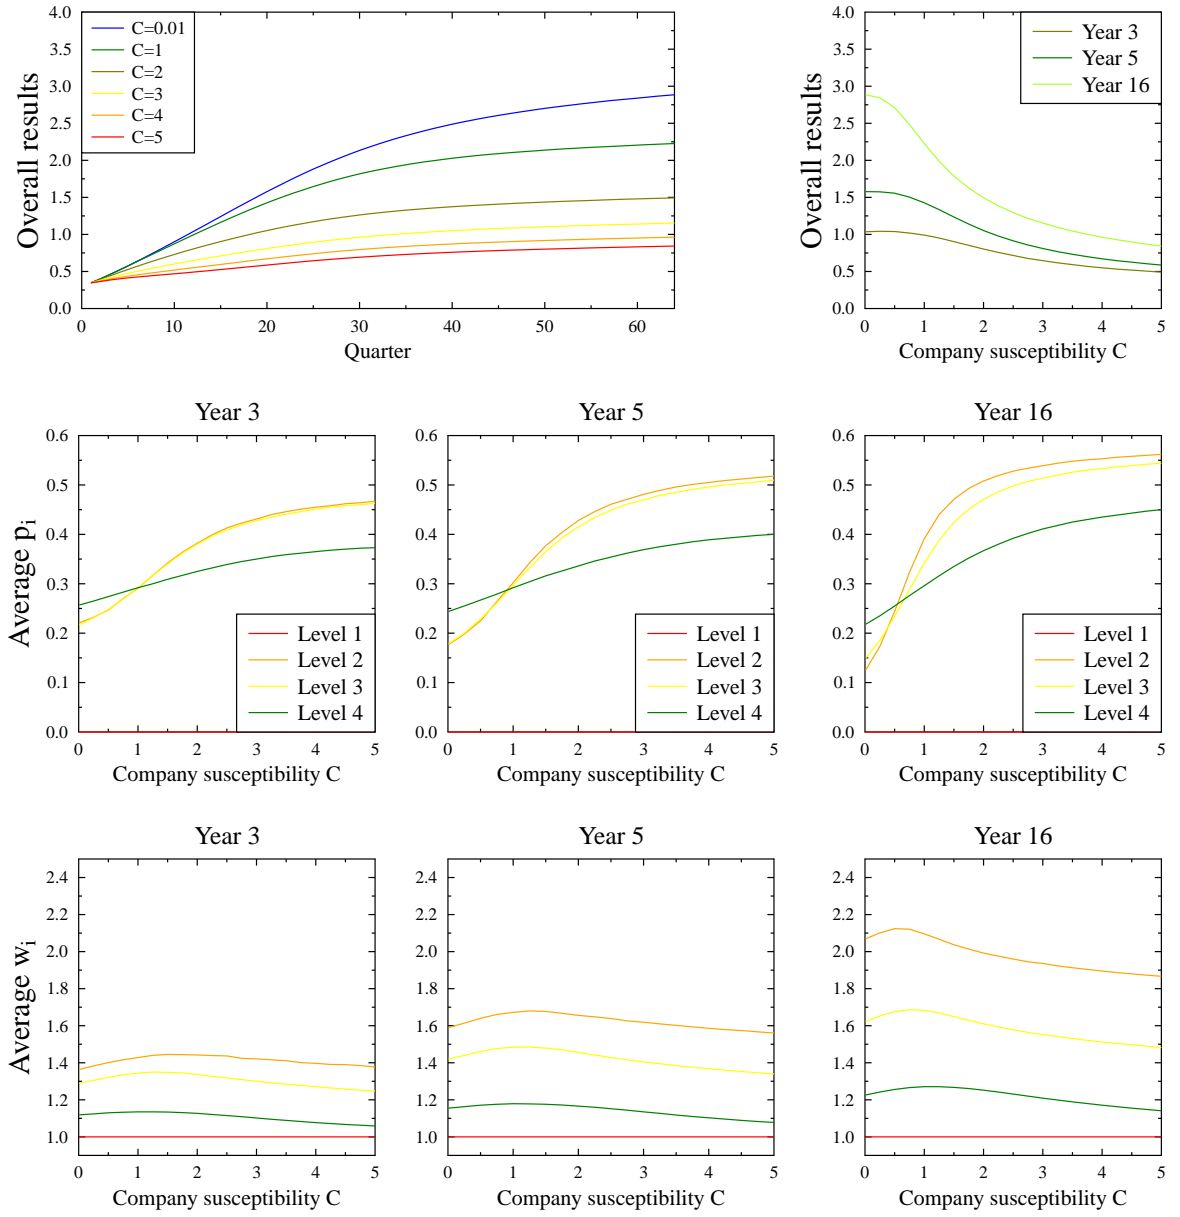 Overall results
4.0
3.5
3.0
2.5
2.0
1.5
1.0
0.5
0.0
C=0.01
C=1
C=2
C=3
C=4
C=5
0 10 20 30 40 50 60
Quarter
Overall results
4.0
3.5
3.0
2.5
2.0
1.5
1.0
0.5
0.0
Year 3
Year 5
Year 16
0 1 2 3 4 5
Company susceptibility C
Year 3
Average p_i
0.6
0.5
0.4
0.3
0.2
0.1
0.0
Level 1
Level 2
Level 3
Level 4
0 1 2 3 4 5
Company susceptibility C
Year 5
0.6
0.5
0.4
0.3
0.2
0.1
0.0
Level 1
Level 2
Level 3
Level 4
0 1 2 3 4 5
Company susceptibility C
Year 16
0.6
0.5
0.4
0.3
0.2
0.1
0.0
Level 1
Level 2
Level 3
Level 4
0 1 2 3 4 5
Company susceptibility C
Year 3
Average w_i
2.4
2.2
2.0
1.8
1.6
1.4
1.2
1.0
0 1 2 3 4 5
Company susceptibility C
Year 5
2.4
2.2
2.0
1.8
1.6
1.4
1.2
1.0
0 1 2 3 4 5
Company susceptibility C
Year 16
2.4
2.2
2.0
1.8
1.6
1.4
1.2
1.0
0 1 2 3 4 5
Company susceptibility C